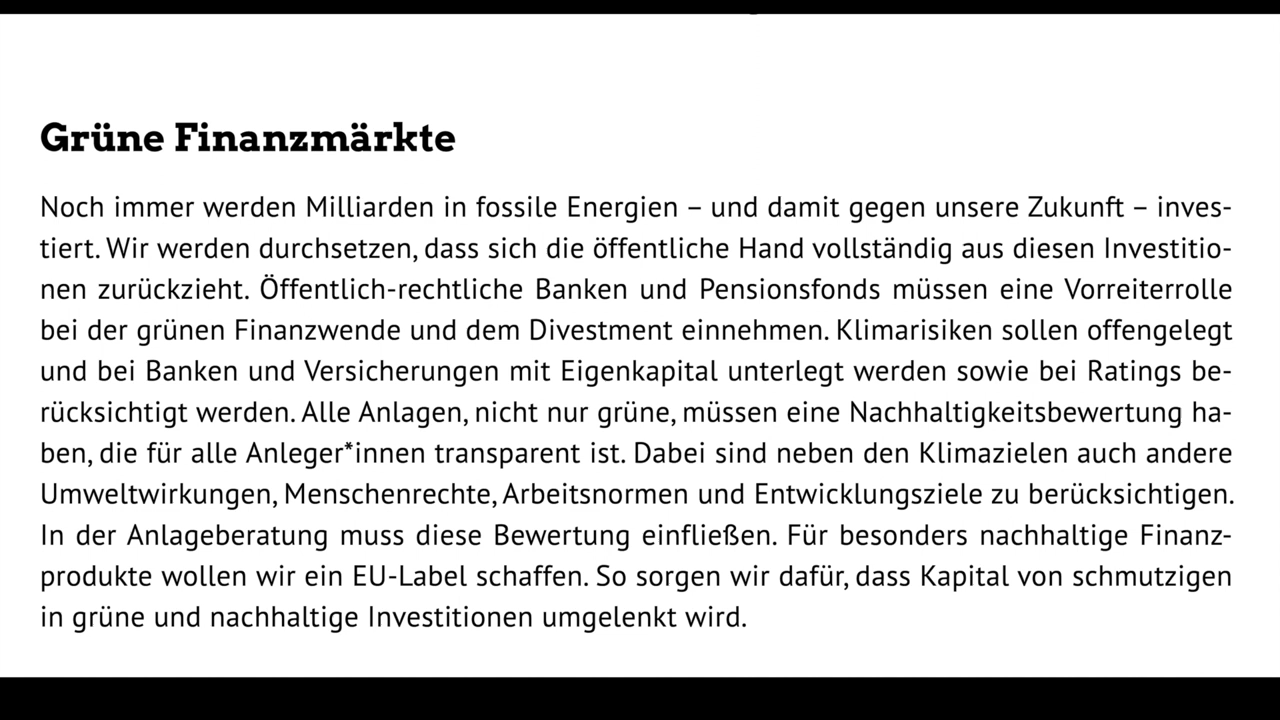 Grüne Finanzmärkte
Noch immer werden Milliarden in fossile Energien – und damit gegen unsere Zukunft – inves-
tiert. Wir werden durchsetzen, dass sich die öffentliche Hand vollständig aus diesen Investitio-
nen zurückzieht. Öffentlich-rechtliche Banken und Pensionsfonds müssen eine Vorreiterrolle
bei der grünen Finanzwende und dem Divestment einnehmen. Klimarisiken sollen offengelegt
und bei Banken und Versicherungen mit Eigenkapital unterlegt werden sowie bei Ratings be-
rücksichtigt werden. Alle Anlagen, nicht nur grüne, müssen eine Nachhaltigkeitsbewertung ha-
ben, die für alle Anleger*innen transparent ist. Dabei sind neben den Klimazielen auch andere
Umweltwirkungen, Menschenrechte, Arbeitsnormen und Entwicklungsziele zu berücksichtigen.
In der Anlageberatung muss diese Bewertung einfließen. Für besonders nachhaltige Finanz-
produkte wollen wir ein EU-Label schaffen. So sorgen wir dafür, dass Kapital von schmutzigen
in grüne und nachhaltige Investitionen umgelenkt wird.